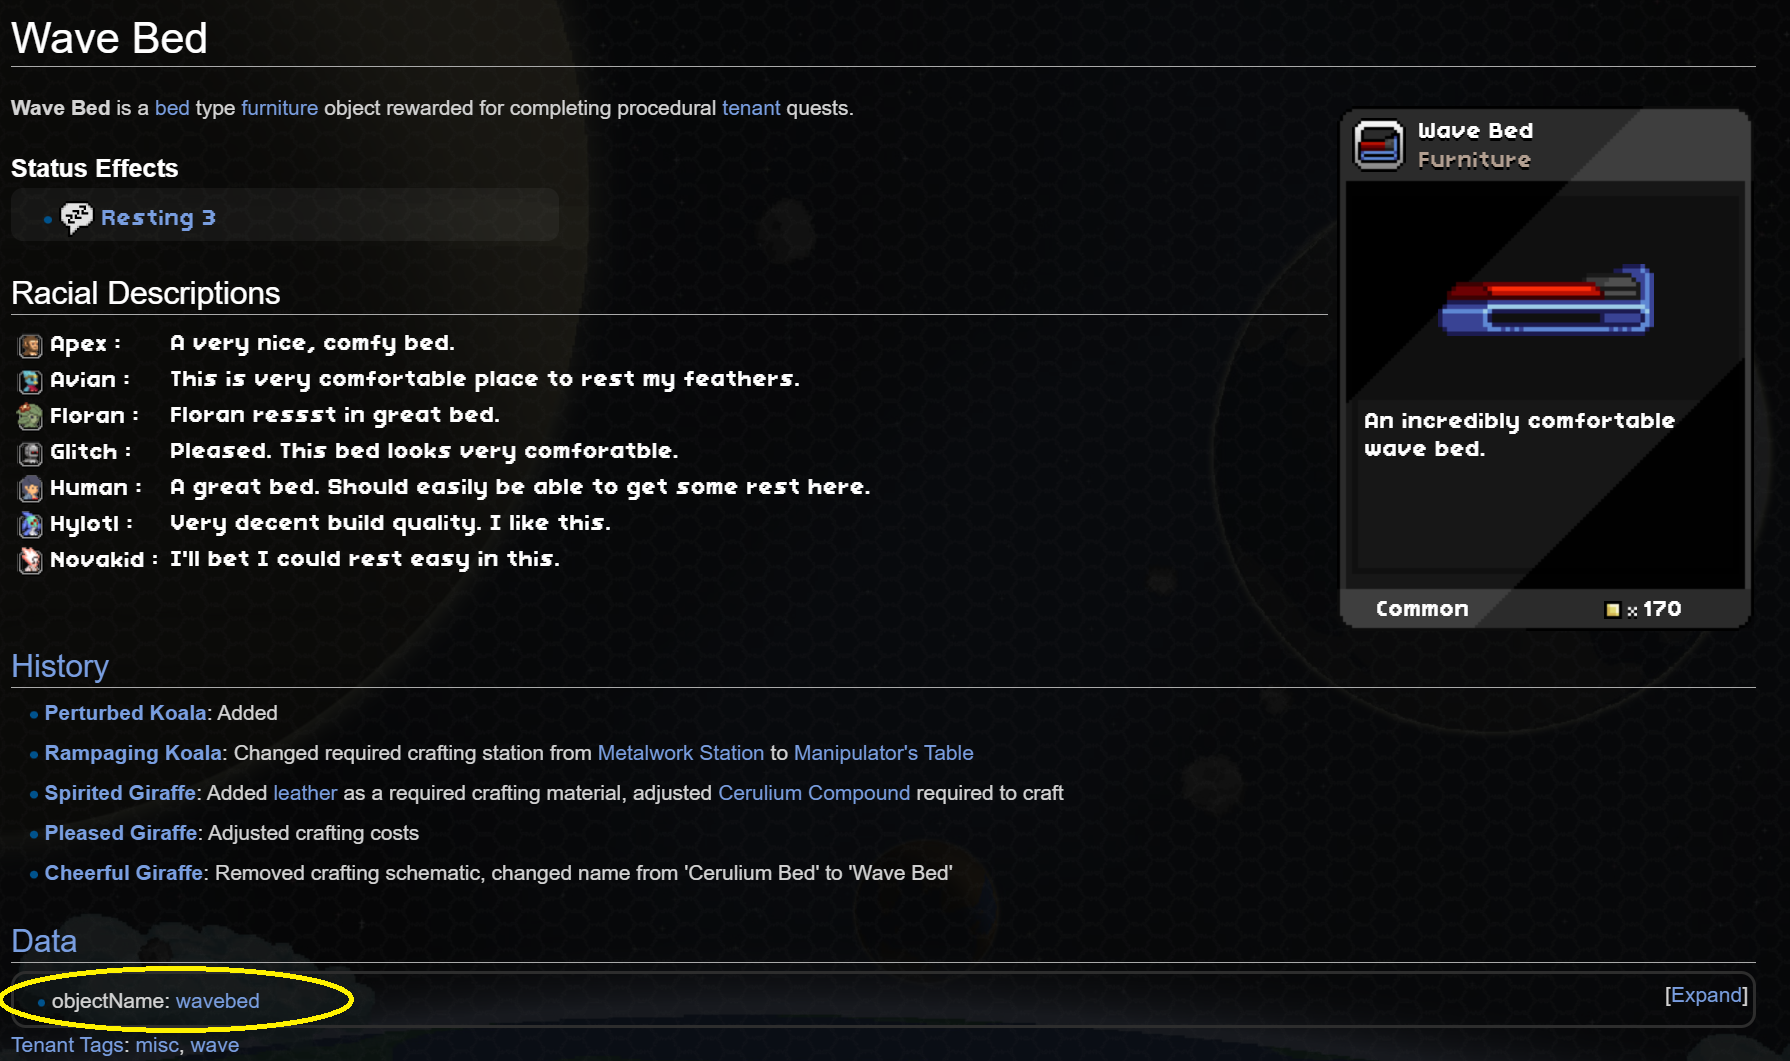 Wave Bed
Wave Bed is a bed type furniture object rewarded for completing procedural tenant quests.
Status Effects
Resting 3
Racial Descriptions
Apex : A very nice, comfy bed.
Avian : This is very comfortable place to rest my feathers.
Floran : Floran ressst in great bed.
Glitch : Pleased. This bed looks very comforatble.
Human : A great bed. Should easily be able to get some rest here.
Hylotl : Very decent build quality. I like this.
Novakid : I'll bet I could rest easy in this.
Wave Bed
Furniture
An incredibly comfortable
wave bed.
Common x 170
History
Perturbed Koala: Added
Rampaging Koala: Changed required crafting station from Metalwork Station to Manipulator's Table
Spirited Giraffe: Added leather as a required crafting material, adjusted Cerulium Compound required to craft
Pleased Giraffe: Adjusted crafting costs
Cheerful Giraffe: Removed crafting schematic, changed name from 'Cerulium Bed' to 'Wave Bed'
Data
objectName: wavebed [Expand]
Tenant Tags: misc, wave